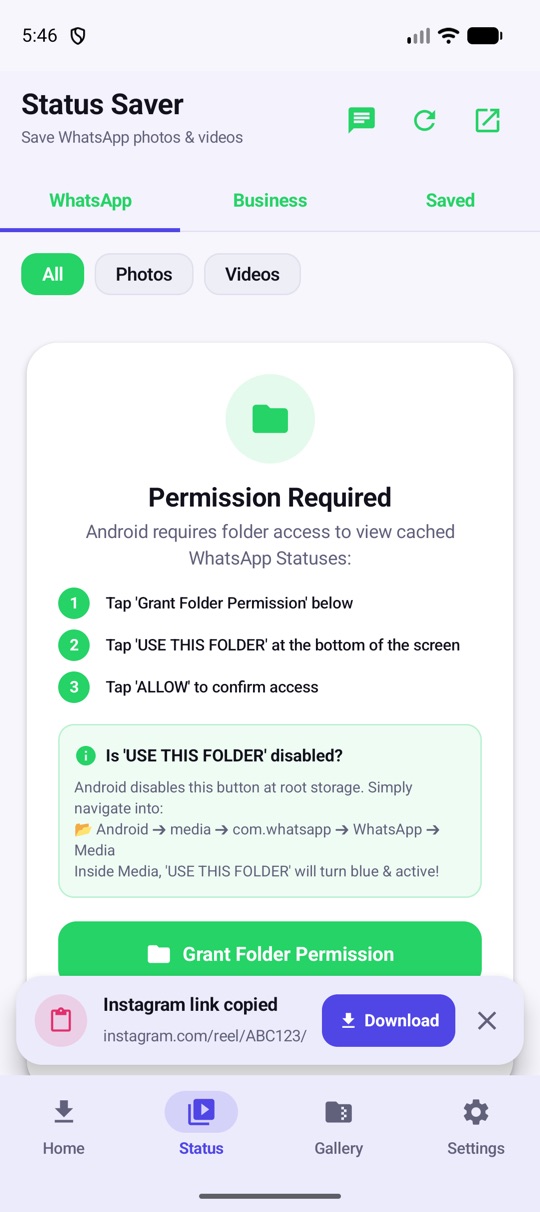 5:46
Status Saver
Save WhatsApp photos & videos
WhatsApp
Business
Saved
All
Photos
Videos
Permission Required
Android requires folder access to view cached
WhatsApp Statuses:
1 Tap 'Grant Folder Permission' below
2 Tap 'USE THIS FOLDER' at the bottom of the screen
3 Tap 'ALLOW' to confirm access
Is 'USE THIS FOLDER' disabled?
Android disables this button at root storage. Simply
navigate into:
📂 Android ➔ media ➔ com.whatsapp ➔ WhatsApp ➔
Media
Inside Media, 'USE THIS FOLDER' will turn blue & active!
Grant Folder Permission
Instagram link copied
instagram.com/reel/ABC123/
Download
Home
Status
Gallery
Settings